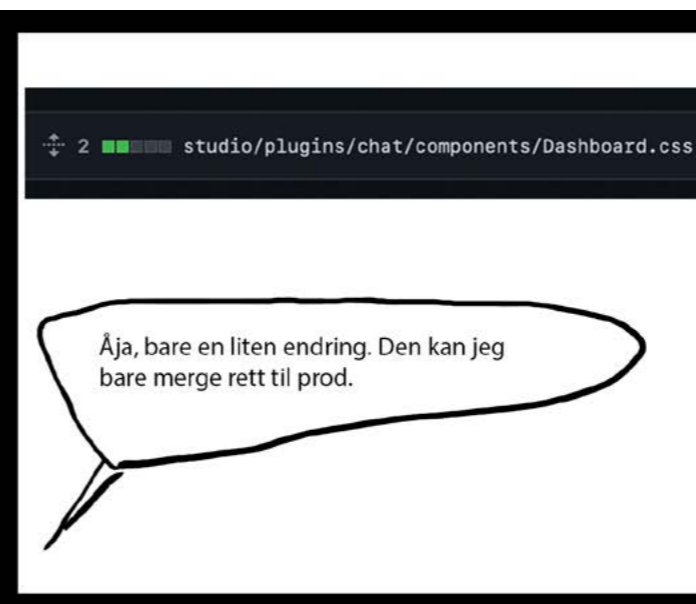 2 studio/plugins/chat/components/Dashboard.css
Åja, bare en liten endring. Den kan jeg
bare merge rett til prod.